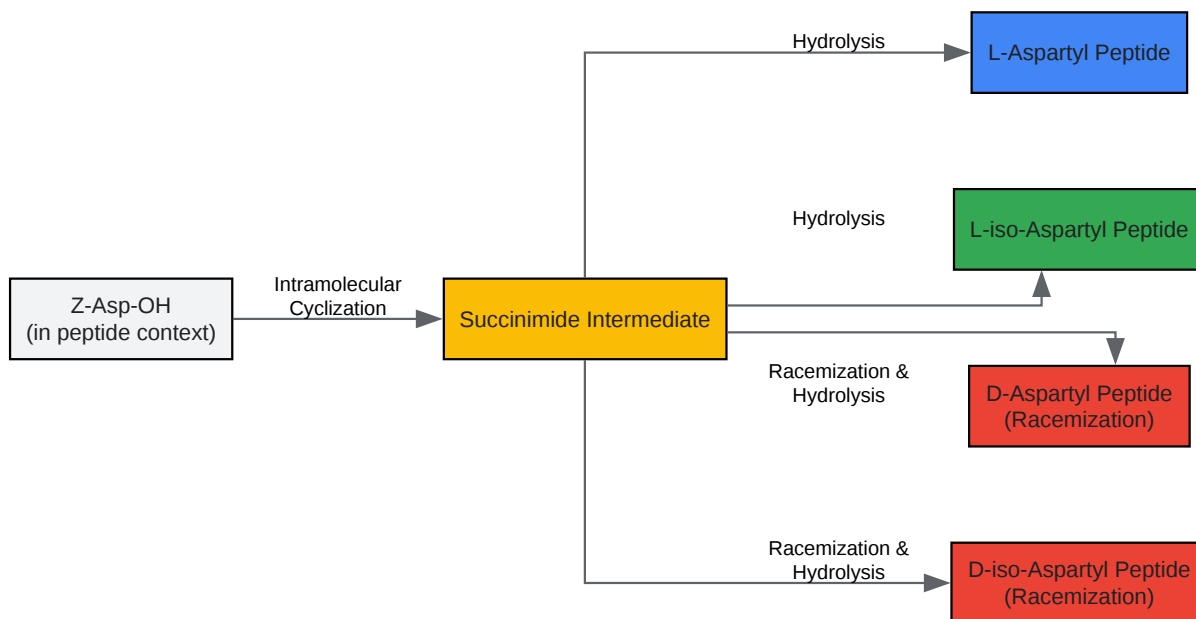 Hydrolysis
L-Aspartyl Peptide
Hydrolysis
L-iso-Aspartyl Peptide
Z-Asp-OH
(in peptide context)
Intramolecular
Cyclization
Succinimide Intermediate
Racemization &
Hydrolysis
D-Aspartyl Peptide
(Racemization)
Racemization &
Hydrolysis
D-iso-Aspartyl Peptide
(Racemization)